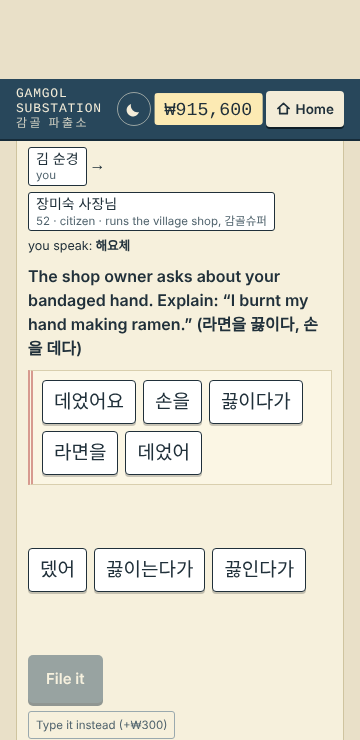 GAMGOL
SUBSTATION
감골 파출소
₩915,600
Home
김 순경
you
→
장미숙 사장님
52 · citizen · runs the village shop, 감골슈퍼
you speak: 해요체
The shop owner asks about your
bandaged hand. Explain: “I burnt my
hand making ramen.” (라면을 끓이다, 손
을 데다)
데었어요 손을 끓이다가
라면을 데었어
뎄어 끓이는다가 끓인다가
File it
Type it instead (+₩300)